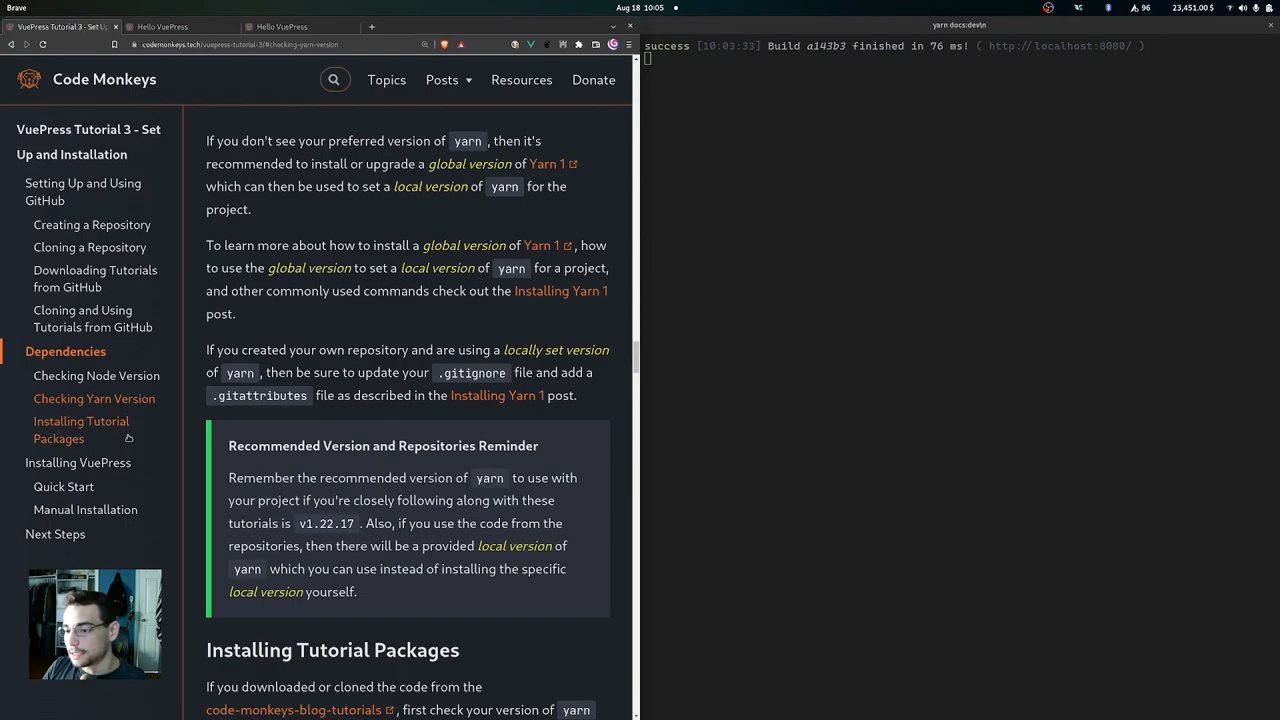 Brave
Aug 18 10:05
96
23,451.00 $
VuePress Tutorial 3 - Set U
Hello VuePress
Hello VuePress
yarn docs:dev\n
codemonkeys.tech/vuepress-tutorial-3/#checking-yarn-version
success [10:03:33] Build a143b3 finished in 76 ms! ( http://localhost:8080/ )
Code Monkeys
Topics
Posts
Resources
Donate
VuePress Tutorial 3 - Set
Up and Installation
Setting Up and Using
GitHub
Creating a Repository
Cloning a Repository
Downloading Tutorials
from GitHub
Cloning and Using
Tutorials from GitHub
Dependencies
Checking Node Version
Checking Yarn Version
Installing Tutorial
Packages
Installing VuePress
Quick Start
Manual Installation
Next Steps
If you don't see your preferred version of yarn, then it's
recommended to install or upgrade a global version of Yarn 1
which can then be used to set a local version of yarn for the
project.
To learn more about how to install a global version of Yarn 1, how
to use the global version to set a local version of yarn for a project,
and other commonly used commands check out the Installing Yarn 1
post.
If you created your own repository and are using a locally set version
of yarn, then be sure to update your .gitignore file and add a
.gitattributes file as described in the Installing Yarn 1 post.
Recommended Version and Repositories Reminder
Remember the recommended version of yarn to use with
your project if you're closely following along with these
tutorials is v1.22.17. Also, if you use the code from the
repositories, then there will be a provided local version of
yarn which you can use instead of installing the specific
local version yourself.
Installing Tutorial Packages
If you downloaded or cloned the code from the
code-monkeys-blog-tutorials, first check your version of yarn